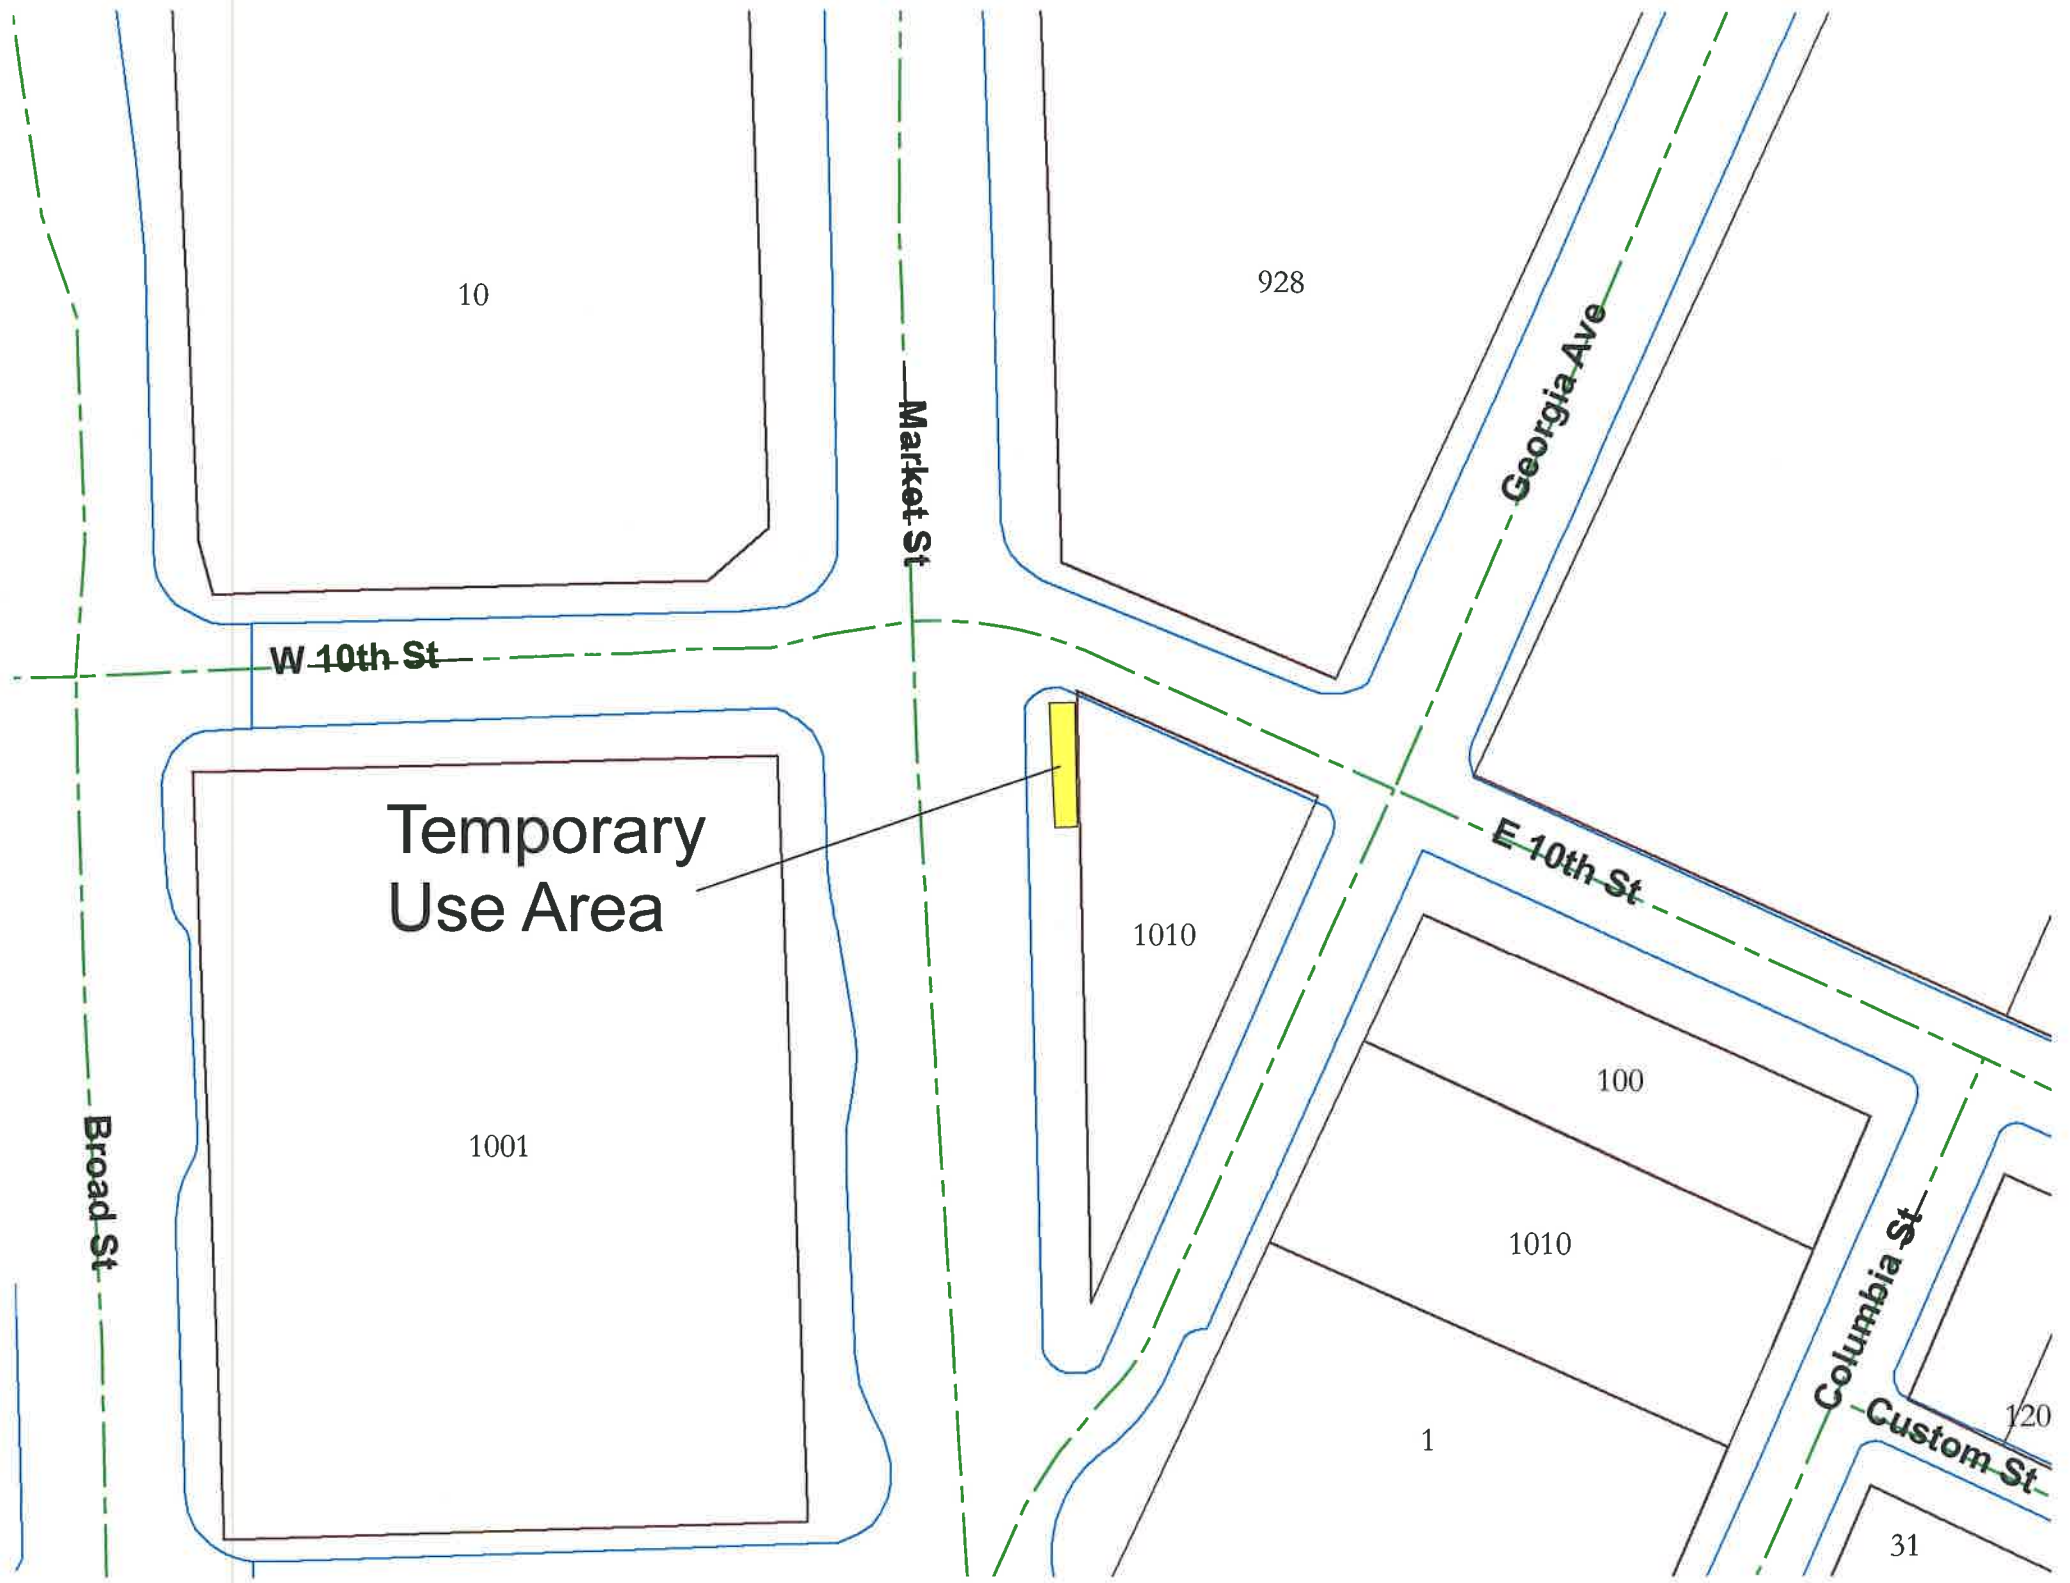 10
928
Georgia Ave
Market St
W 10th St
Temporary
Use Area
E 10th St
1010
100
1001
Broad St
1010
Columbia St
120
Custom St
1
31